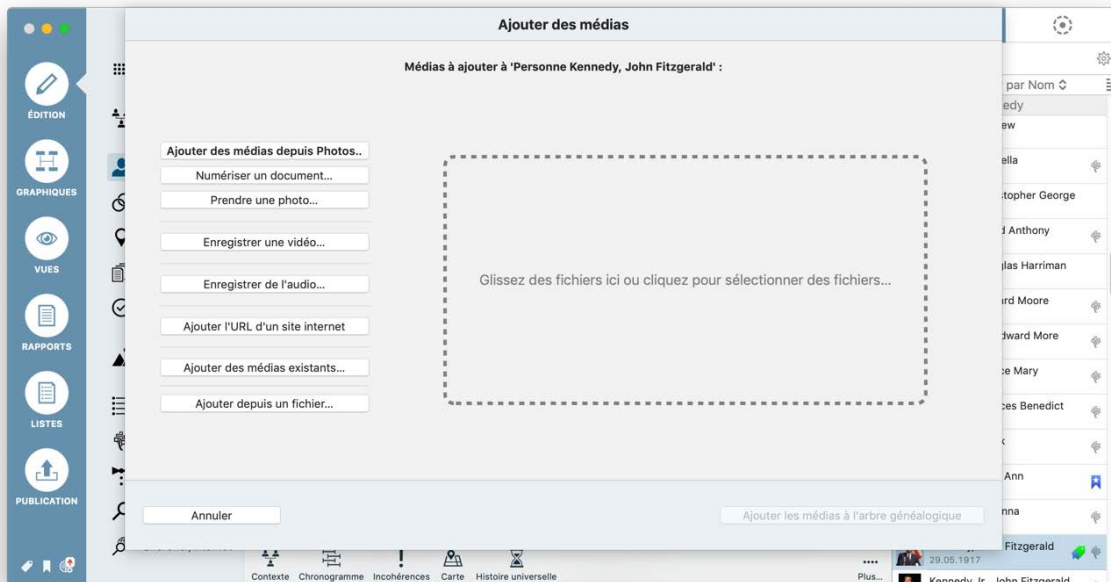 Ajouter des médias
Médias à ajouter à 'Personne Kennedy, John Fitzgerald' :
ÉDITION
GRAPHIQUES
VUES
RAPPORTS
LISTES
PUBLICATION
Ajouter des médias depuis Photos..
Numériser un document...
Prendre une photo...
Enregistrer une vidéo...
Enregistrer de l'audio...
Ajouter l'URL d'un site internet
Ajouter des médias existants...
Ajouter depuis un fichier...
Glissez des fichiers ici ou cliquez pour sélectionner des fichiers...
Annuler
Ajouter les médias à l'arbre généalogique
par Nom
edy
ew
ella
stopher George
d Anthony
glas Harriman
ard Moore
dward More
ce Mary
ces Benedict
k
Ann
nna
Fitzgerald
29.05.1917
Kennedy, Jr., John Fitzgerald
Contexte
Chronogramme
Incohérences
Carte
Histoire universelle
Plus...